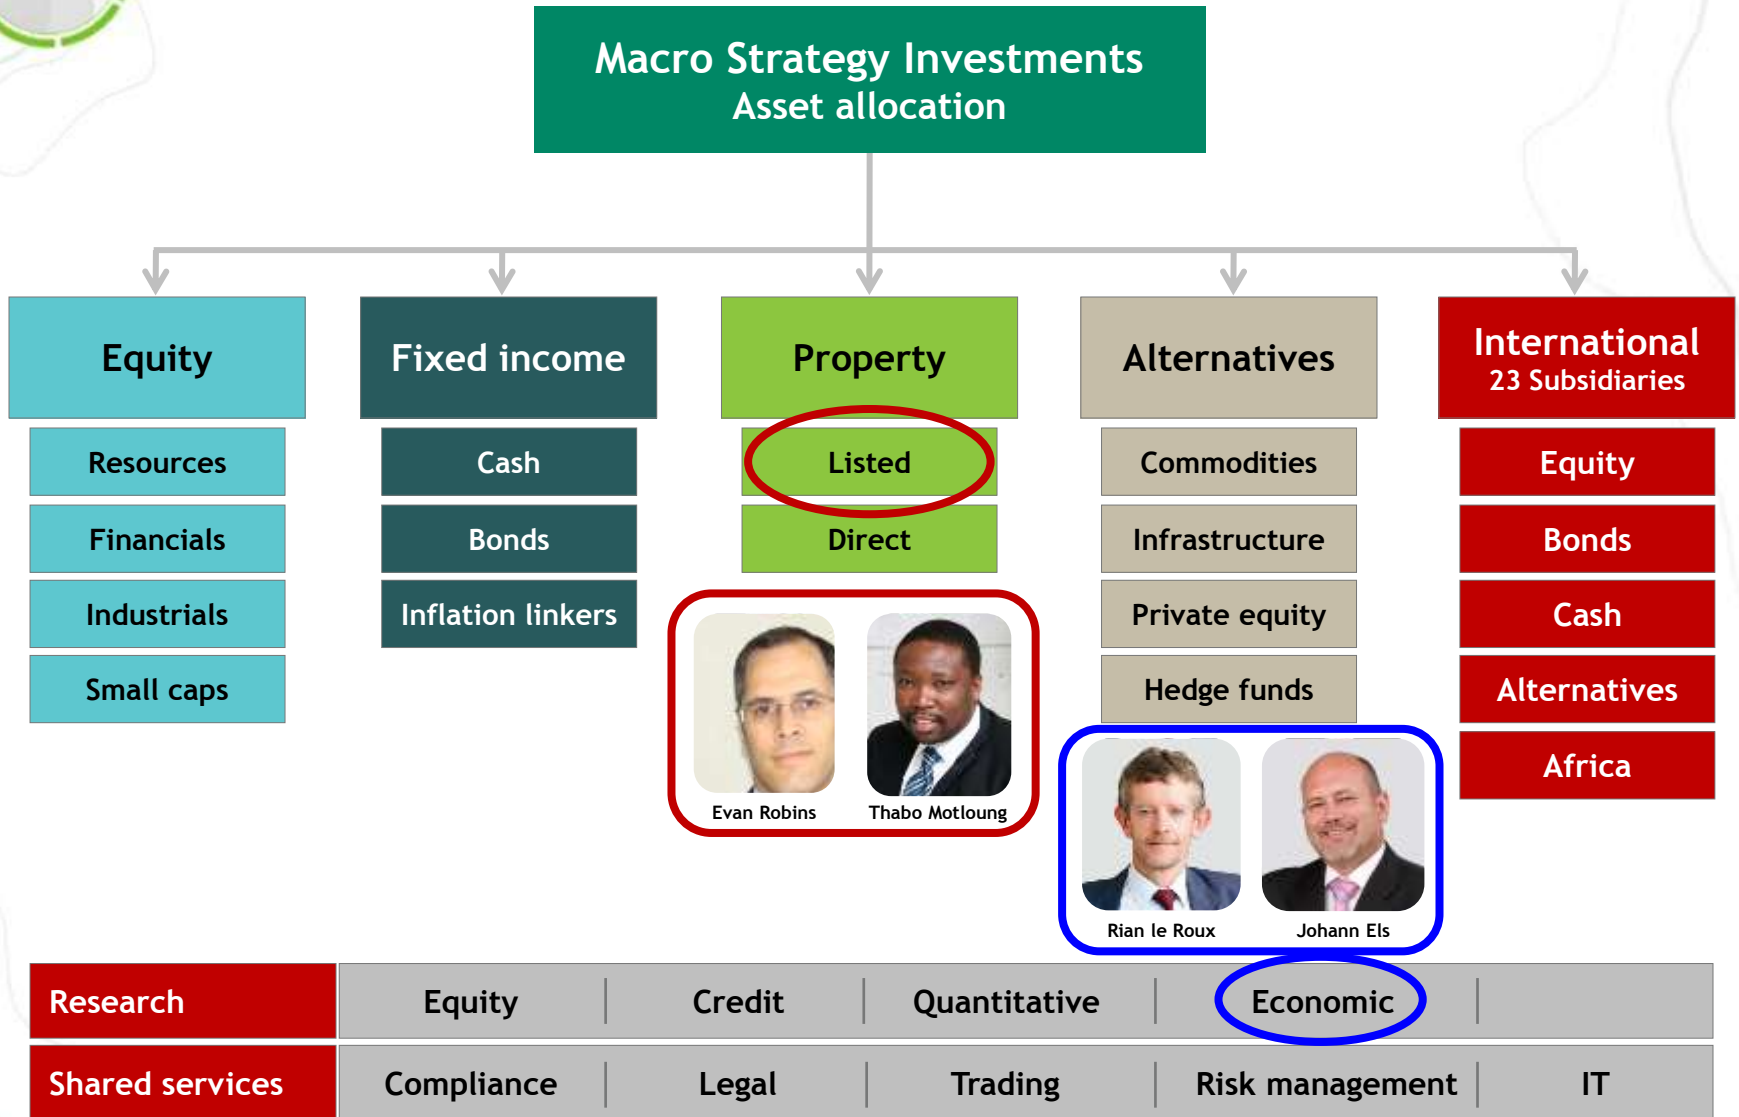 Macro Strategy Investments
Asset allocation
Equity
Resources
Financials
Industrials
Small caps
Fixed income
Cash
Bonds
Inflation linkers
Property
Listed
Direct
Evan Robins
Thabo Motloung
Alternatives
Commodities
Infrastructure
Private equity
Hedge funds
Rian le Roux
Johann Els
International
23 Subsidiaries
Equity
Bonds
Cash
Alternatives
Africa
Research Equity Credit Quantitative Economic
Shared services Compliance Legal Trading Risk management IT